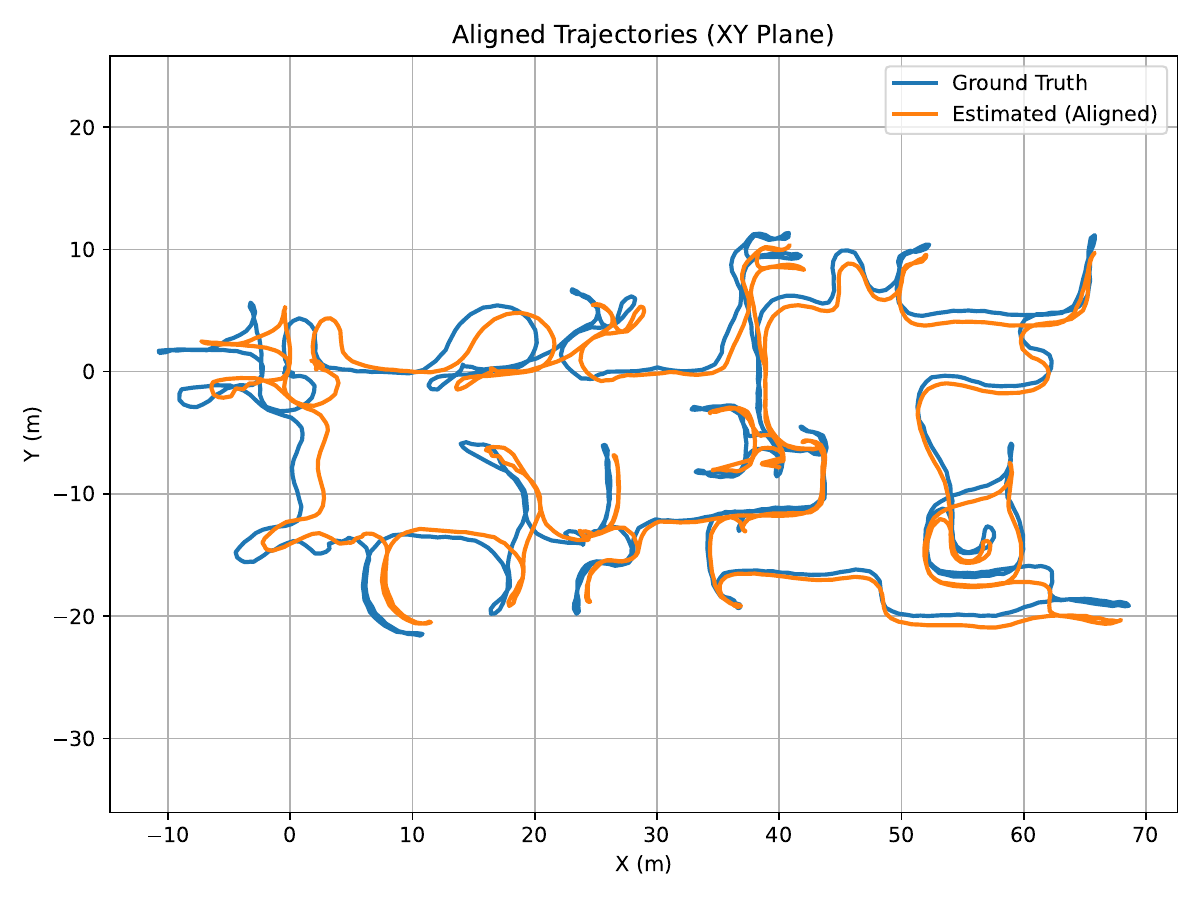 Aligned Trajectories (XY Plane)
Ground Truth
Estimated (Aligned)
20
10
0
−10
−20
−30
Y (m)
−10 0 10 20 30 40 50 60 70
X (m)